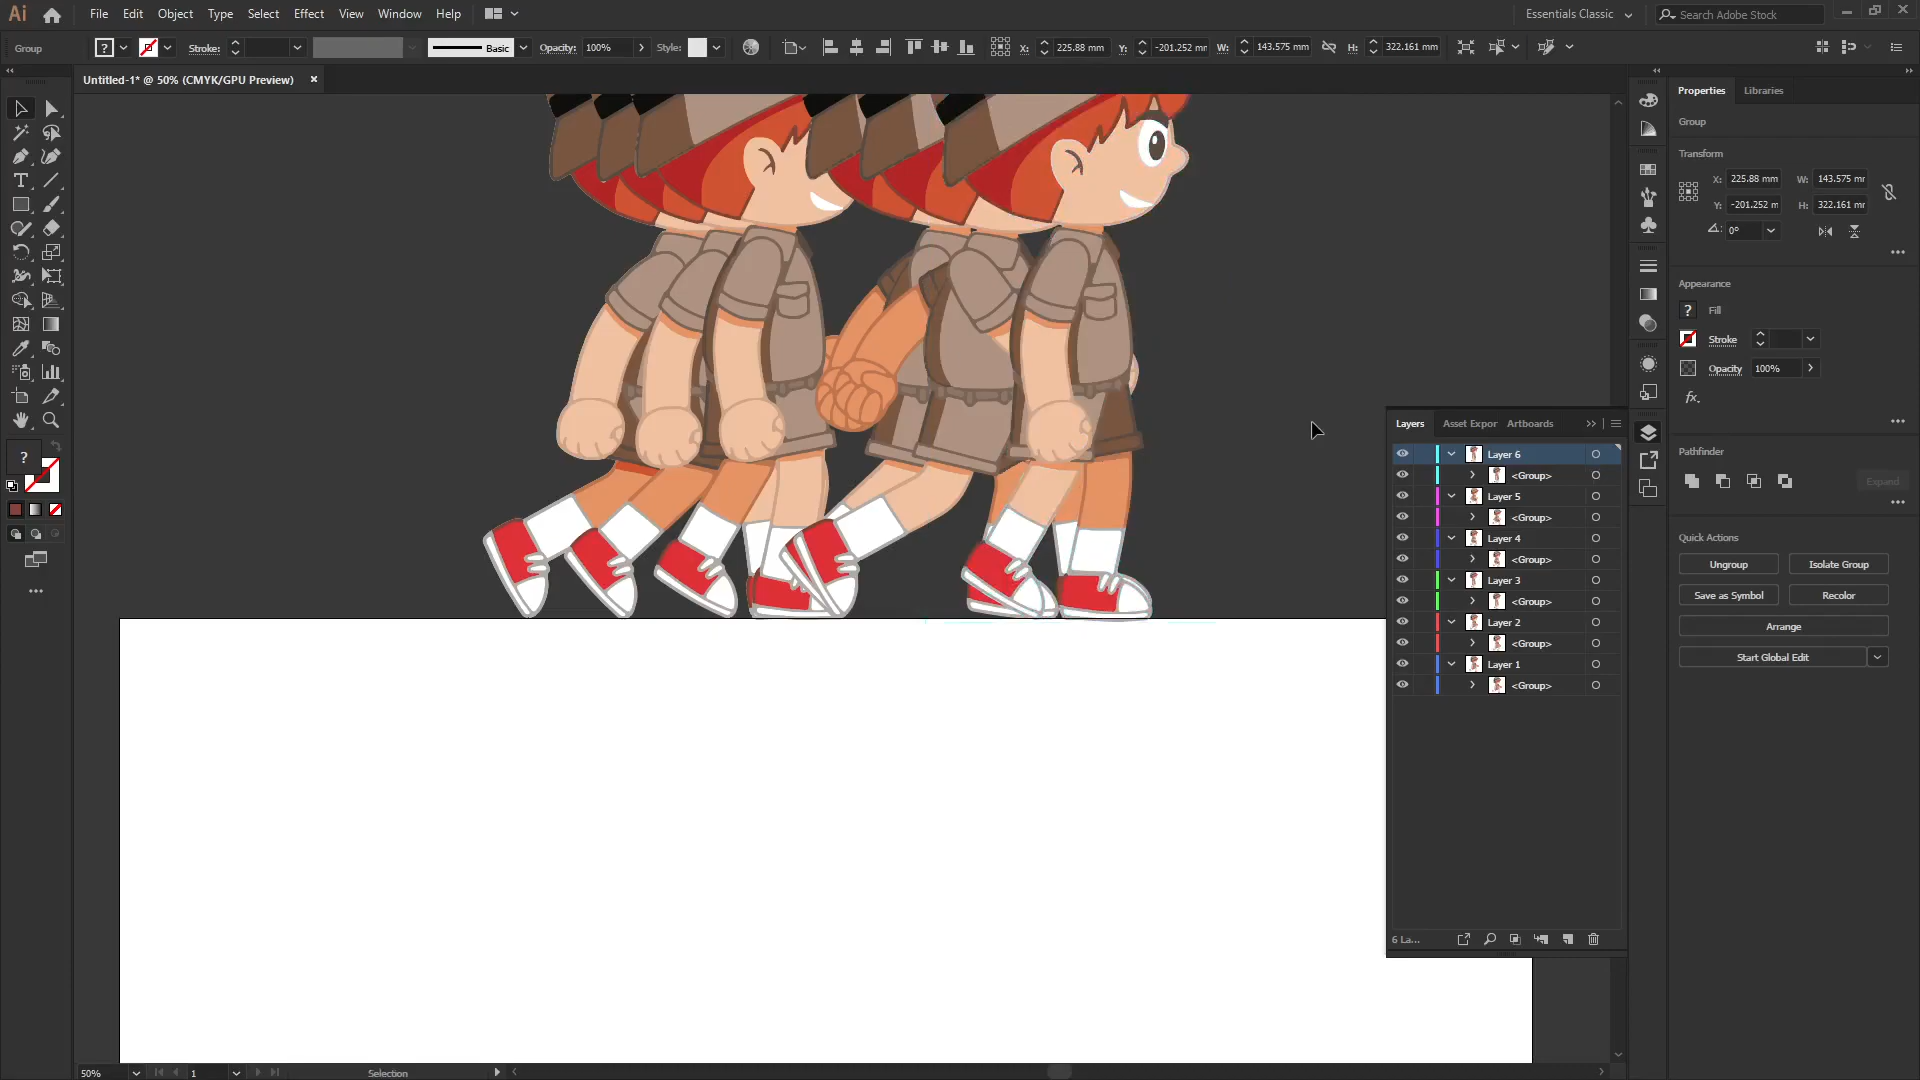 Ai File Edit Object Type Select Effect View Window Help Essentials Classic Search Adobe Stock
Group ? Stroke: Basic Opacity: 100% Style: X: 225.88 mm Y: -201.252 mm W: 143.575 mm H: 322.161 mm
Untitled-1* @ 50% (CMYK/GPU Preview) ×
Properties Libraries
Group
Transform
X: 225.88 mm W: 143.575 mr
Y: -201.252 m H: 322.161 mr
0°
Appearance
? Fill
Stroke
Opacity 100%
fx.
Pathfinder
Expand
Quick Actions
Ungroup Isolate Group
Save as Symbol Recolor
Arrange
Start Global Edit
Layers Asset Expor Artboards
Layer 6
<Group>
Layer 5
<Group>
Layer 4
<Group>
Layer 3
<Group>
Layer 2
<Group>
Layer 1
<Group>
6 La...
?
50% 1 Selection